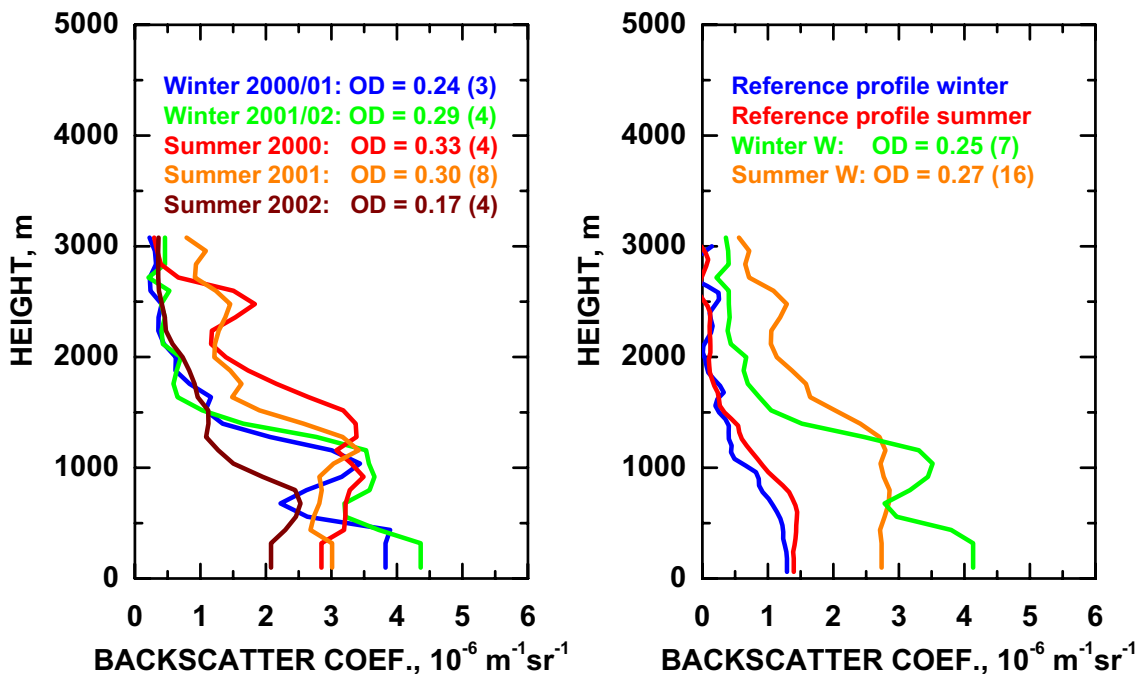 5000
4000
3000
2000
1000
0
HEIGHT, m
Winter 2000/01: OD = 0.24 (3)
Winter 2001/02: OD = 0.29 (4)
Summer 2000: OD = 0.33 (4)
Summer 2001: OD = 0.30 (8)
Summer 2002: OD = 0.17 (4)
0 1 2 3 4 5 6
BACKSCATTER COEF., 10⁻⁶ m⁻¹sr⁻¹
5000
4000
3000
2000
1000
0
HEIGHT, m
Reference profile winter
Reference profile summer
Winter W: OD = 0.25 (7)
Summer W: OD = 0.27 (16)
0 1 2 3 4 5 6
BACKSCATTER COEF., 10⁻⁶ m⁻¹sr⁻¹